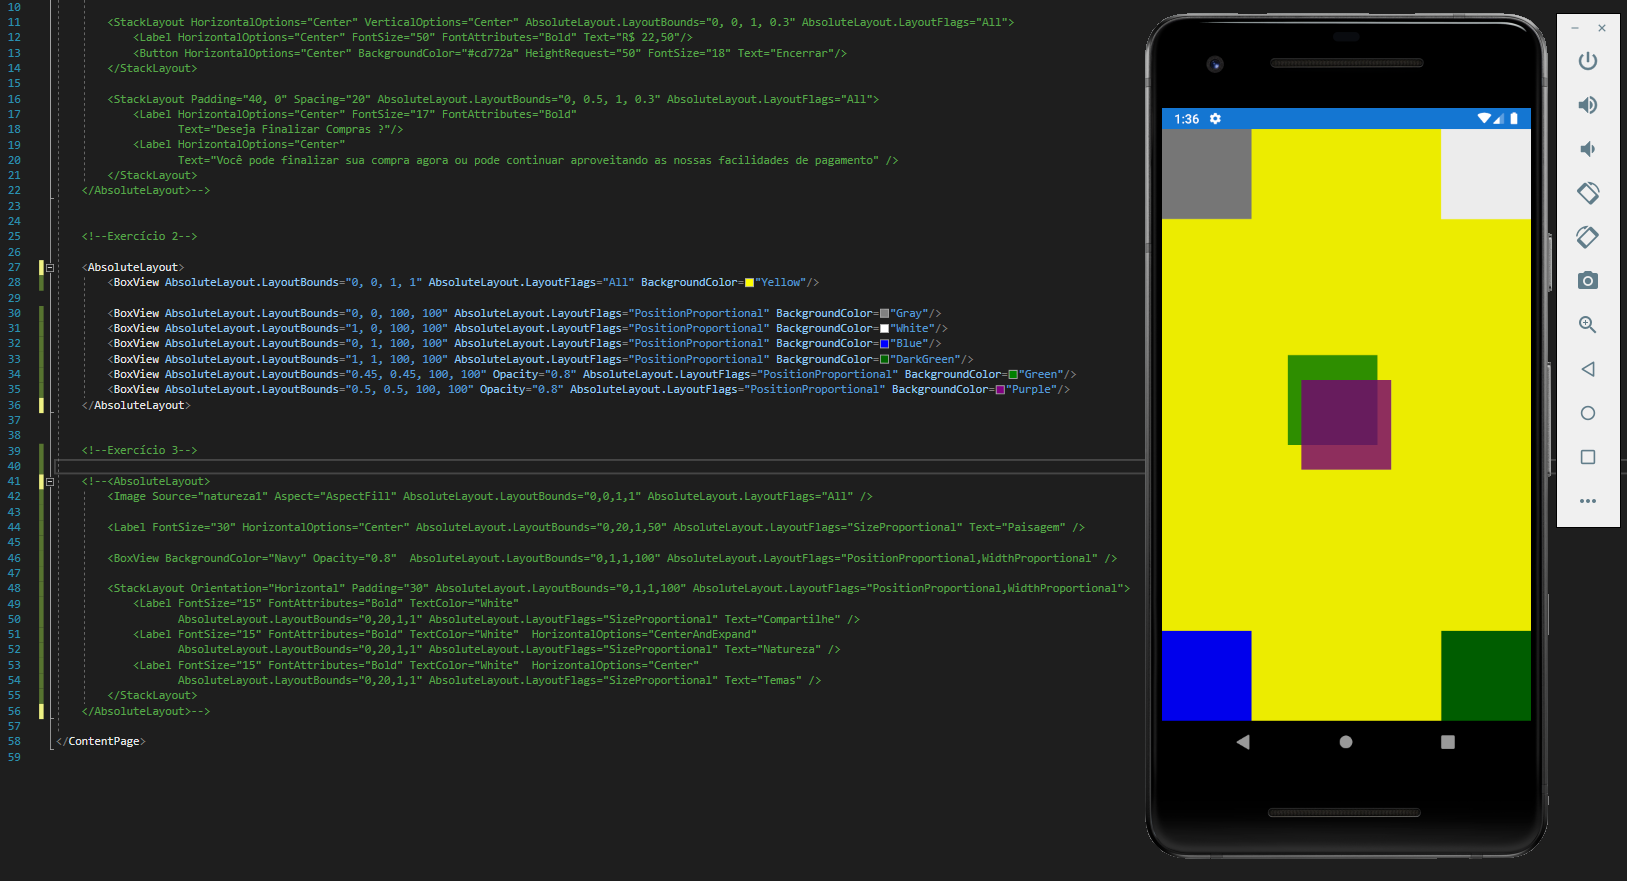 10
11 <StackLayout HorizontalOptions="Center" VerticalOptions="Center" AbsoluteLayout.LayoutBounds="0, 0, 1, 0.3" AbsoluteLayout.LayoutFlags="All">
12 <Label HorizontalOptions="Center" FontSize="50" FontAttributes="Bold" Text="R$ 22,50"/>
13 <Button HorizontalOptions="Center" BackgroundColor="#cd772a" HeightRequest="50" FontSize="18" Text="Encerrar"/>
14 </StackLayout>
15
16 <StackLayout Padding="40, 0" Spacing="20" AbsoluteLayout.LayoutBounds="0, 0.5, 1, 0.3" AbsoluteLayout.LayoutFlags="All">
17 <Label HorizontalOptions="Center" FontSize="17" FontAttributes="Bold"
18 Text="Deseja Finalizar Compras ?"/>
19 <Label HorizontalOptions="Center"
20 Text="Você pode finalizar sua compra agora ou pode continuar aproveitando as nossas facilidades de pagamento" />
21 </StackLayout>
22 </AbsoluteLayout>-->
23
24
25 <!--Exercício 2-->
26
27 <AbsoluteLayout>
28 <BoxView AbsoluteLayout.LayoutBounds="0, 0, 1, 1" AbsoluteLayout.LayoutFlags="All" BackgroundColor="Yellow"/>
29
30 <BoxView AbsoluteLayout.LayoutBounds="0, 0, 100, 100" AbsoluteLayout.LayoutFlags="PositionProportional" BackgroundColor="Gray"/>
31 <BoxView AbsoluteLayout.LayoutBounds="1, 0, 100, 100" AbsoluteLayout.LayoutFlags="PositionProportional" BackgroundColor="White"/>
32 <BoxView AbsoluteLayout.LayoutBounds="0, 1, 100, 100" AbsoluteLayout.LayoutFlags="PositionProportional" BackgroundColor="Blue"/>
33 <BoxView AbsoluteLayout.LayoutBounds="1, 1, 100, 100" AbsoluteLayout.LayoutFlags="PositionProportional" BackgroundColor="DarkGreen"/>
34 <BoxView AbsoluteLayout.LayoutBounds="0.45, 0.45, 100, 100" Opacity="0.8" AbsoluteLayout.LayoutFlags="PositionProportional" BackgroundColor="Green"/>
35 <BoxView AbsoluteLayout.LayoutBounds="0.5, 0.5, 100, 100" Opacity="0.8" AbsoluteLayout.LayoutFlags="PositionProportional" BackgroundColor="Purple"/>
36 </AbsoluteLayout>
37
38
39 <!--Exercício 3-->
40
41 <!--<AbsoluteLayout>
42 <Image Source="natureza1" Aspect="AspectFill" AbsoluteLayout.LayoutBounds="0,0,1,1" AbsoluteLayout.LayoutFlags="All" />
43
44 <Label FontSize="30" HorizontalOptions="Center" AbsoluteLayout.LayoutBounds="0,20,1,50" AbsoluteLayout.LayoutFlags="SizeProportional" Text="Paisagem" />
45
46 <BoxView BackgroundColor="Navy" Opacity="0.8"  AbsoluteLayout.LayoutBounds="0,1,1,100" AbsoluteLayout.LayoutFlags="PositionProportional,WidthProportional" />
47
48 <StackLayout Orientation="Horizontal" Padding="30" AbsoluteLayout.LayoutBounds="0,1,1,100" AbsoluteLayout.LayoutFlags="PositionProportional,WidthProportional">
49 <Label FontSize="15" FontAttributes="Bold" TextColor="White"
50 AbsoluteLayout.LayoutBounds="0,20,1,1" AbsoluteLayout.LayoutFlags="SizeProportional" Text="Compartilhe" />
51 <Label FontSize="15" FontAttributes="Bold" TextColor="White"  HorizontalOptions="CenterAndExpand"
52 AbsoluteLayout.LayoutBounds="0,20,1,1" AbsoluteLayout.LayoutFlags="SizeProportional" Text="Natureza" />
53 <Label FontSize="15" FontAttributes="Bold" TextColor="White"  HorizontalOptions="Center"
54 AbsoluteLayout.LayoutBounds="0,20,1,1" AbsoluteLayout.LayoutFlags="SizeProportional" Text="Temas" />
55 </StackLayout>
56 </AbsoluteLayout>-->
57
58 </ContentPage>
59
1:36